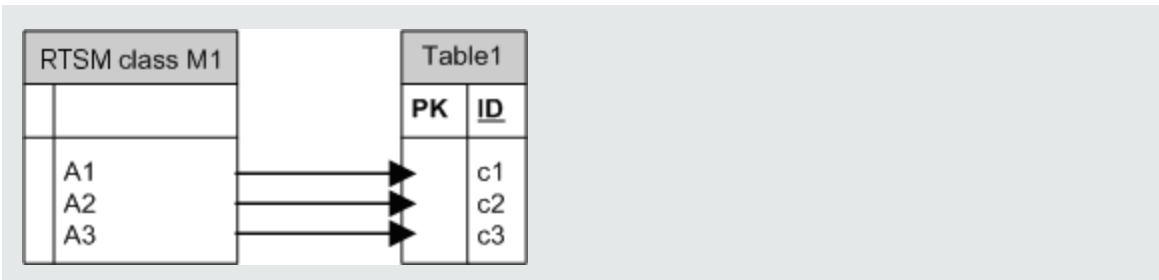 RTSM class M1
Table1
PK ID
A1 c1
A2 c2
A3 c3